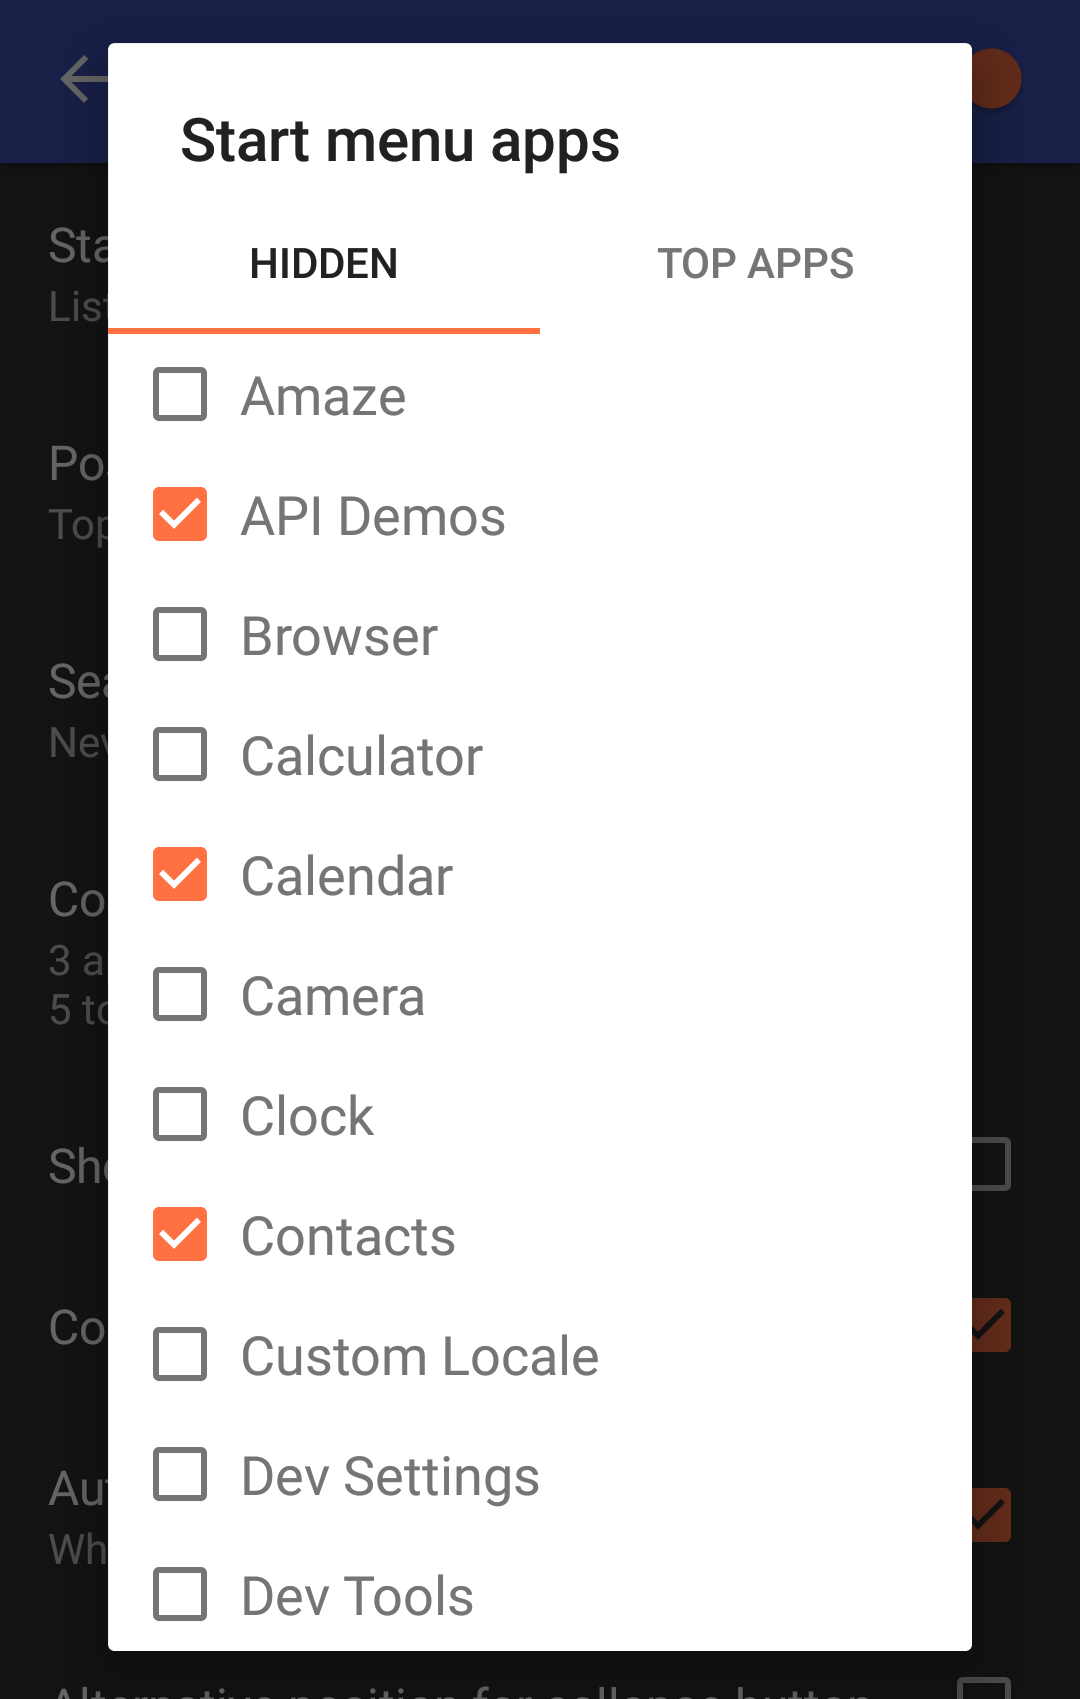 Start menu apps
HIDDEN TOP APPS
Amaze
API Demos
Browser
Calculator
Calendar
Camera
Clock
Contacts
Custom Locale
Dev Settings
Dev Tools
3 a